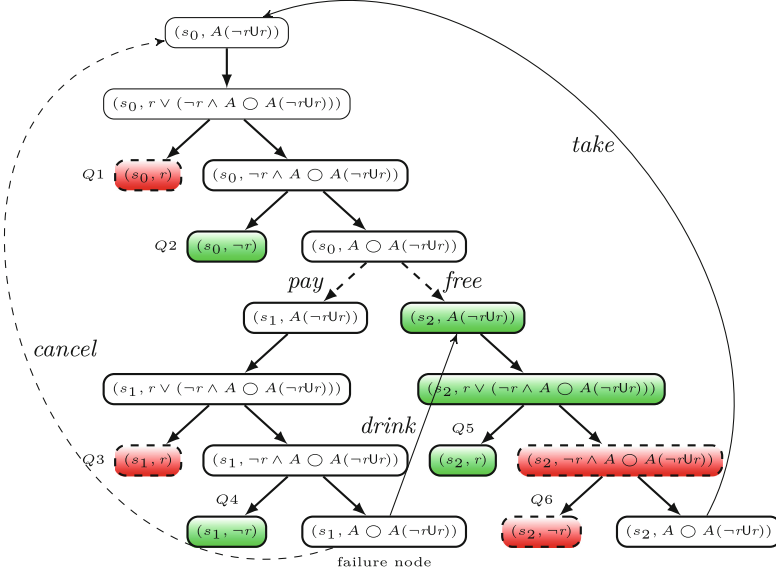 (s₀, A(¬rUr))
(s₀, r ∨ (¬r ∧ A ◯ A(¬rUr)))
take
Q1 (s₀, r) (s₀, ¬r ∧ A ◯ A(¬rUr))
Q2 (s₀, ¬r) (s₀, A ◯ A(¬rUr))
pay free
(s₁, A(¬rUr)) (s₂, A(¬rUr))
cancel
(s₁, r ∨ (¬r ∧ A ◯ A(¬rUr))) (s₂, r ∨ (¬r ∧ A ◯ A(¬rUr)))
drink Q5
Q3 (s₁, r) (s₁, ¬r ∧ A ◯ A(¬rUr)) (s₂, r) (s₂, ¬r ∧ A ◯ A(¬rUr))
Q4 Q6
(s₁, ¬r) (s₁, A ◯ A(¬rUr)) (s₂, ¬r) (s₂, A ◯ A(¬rUr))
failure node